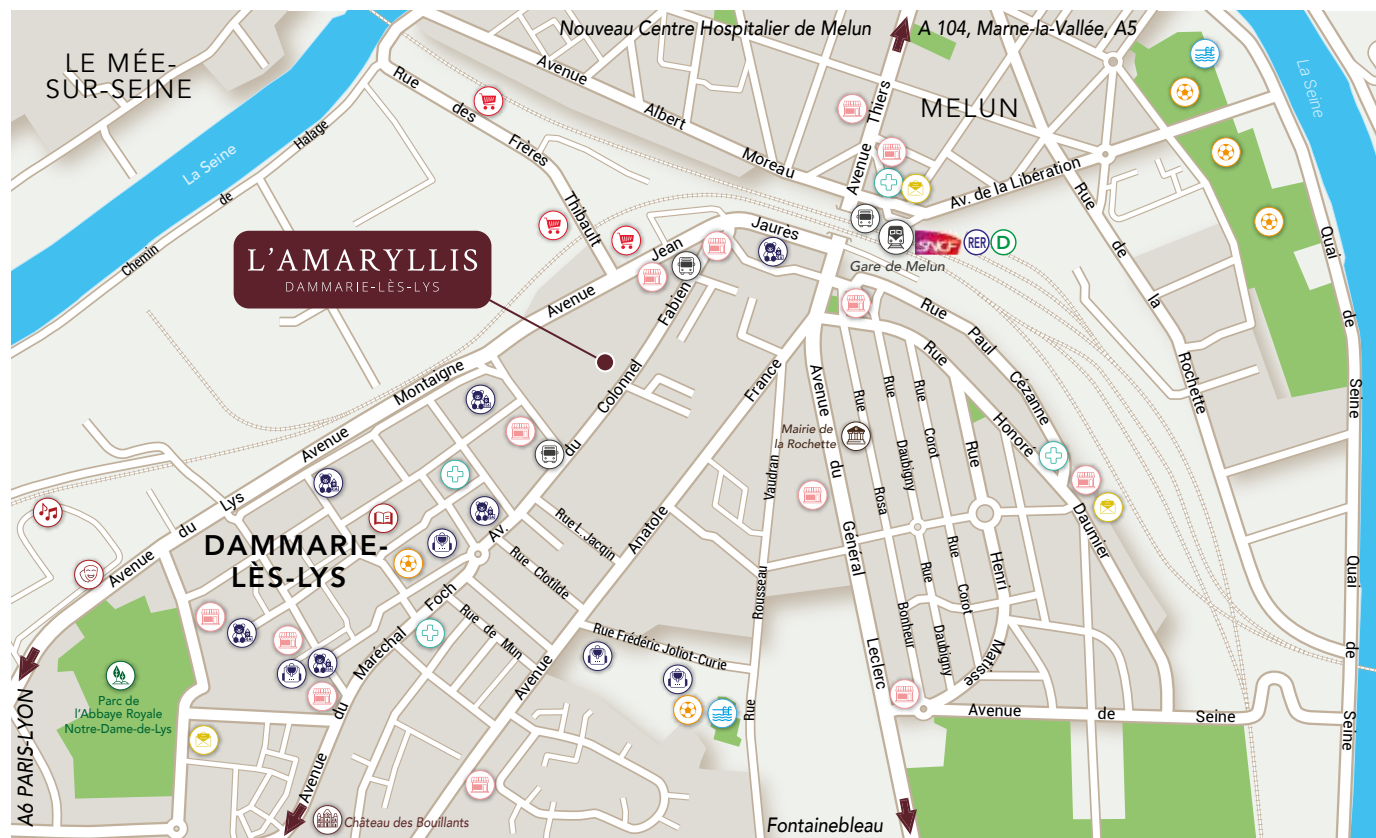 Nouveau Centre Hospitalier de Melun
A 104, Marne-la-Vallée, A5
LE MÉE-
SUR-SEINE
La Seine
Chemin de Halage
Rue des Frères Thibault
Avenue Albert Moreau
Avenue Thiers
MELUN
Av. de la Libération
Rue de la Rochette
La Seine
Quai de Seine
L'AMARYLLIS
DAMMARIE-LÈS-LYS
Avenue Jean Jaurès
SNCF
RER
D
Gare de Melun
Avenue Montaigne
Av. du Colonnel Fabien
Avenue Anatole France
Rue Paul Cézanne
Rue Honore Daumier
Mairie de
la Rochette
Avenue du Général Leclerc
Rue Rosa Bonheur
Rue Daubigny
Rue Daubigny
Rue Corot
Rue Corot
Rue Henri Matisse
Rue Rousseau Vaudran
Avenue du Lys
DAMMARIE-
LÈS-LYS
Rue L. Jacqin
Rue Clotilde
Rue de Mun
Rue Frédéric Joliot-Curie
Avenue du Maréchal Foch
Parc de
l'Abbaye Royale
Notre-Dame-de-Lys
A6 PARIS-LYON
Château des Bouillants
Avenue de Seine
Quai de Seine
Fontainebleau